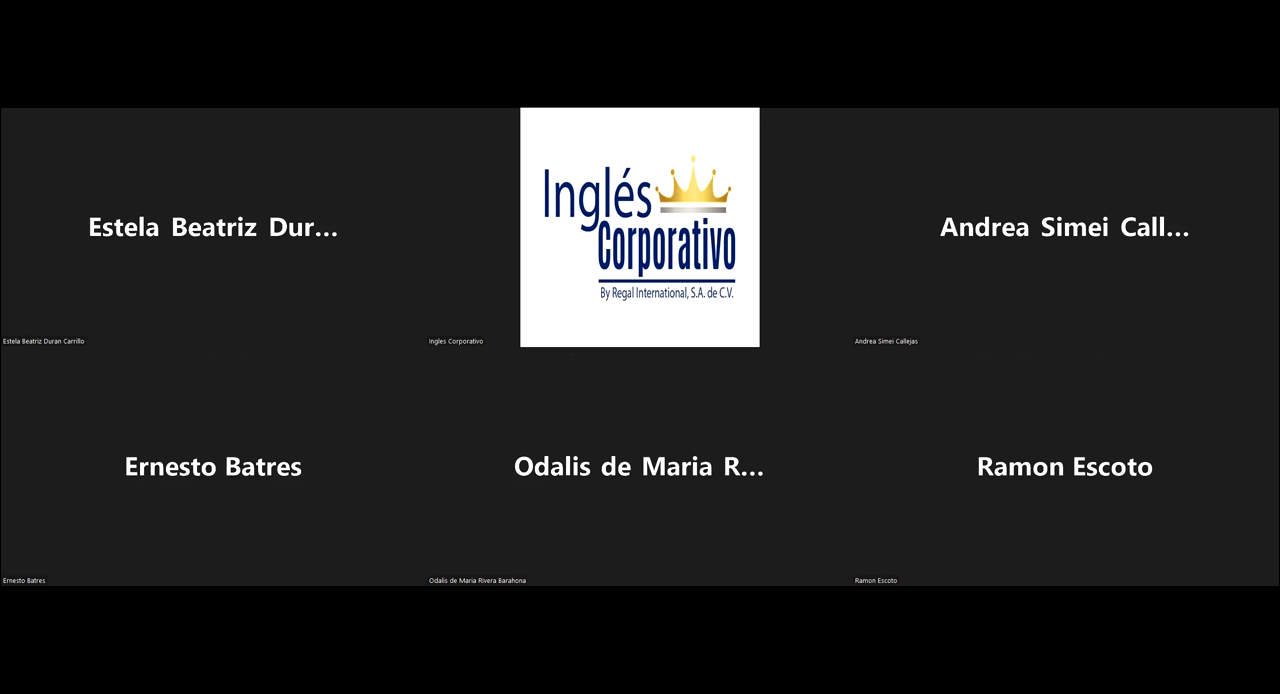 Estela Beatriz Dur...
Inglés
Corporativo
By Regal International, S.A. de C.V.
Andrea Simei Call...
Estela Beatriz Duran Carrillo
Ingles Corporativo
Andrea Simei Callejas
Ernesto Batres
Odalis de Maria R...
Ramon Escoto
Ernesto Batres
Odalis de Maria Rivera Barahona
Ramon Escoto